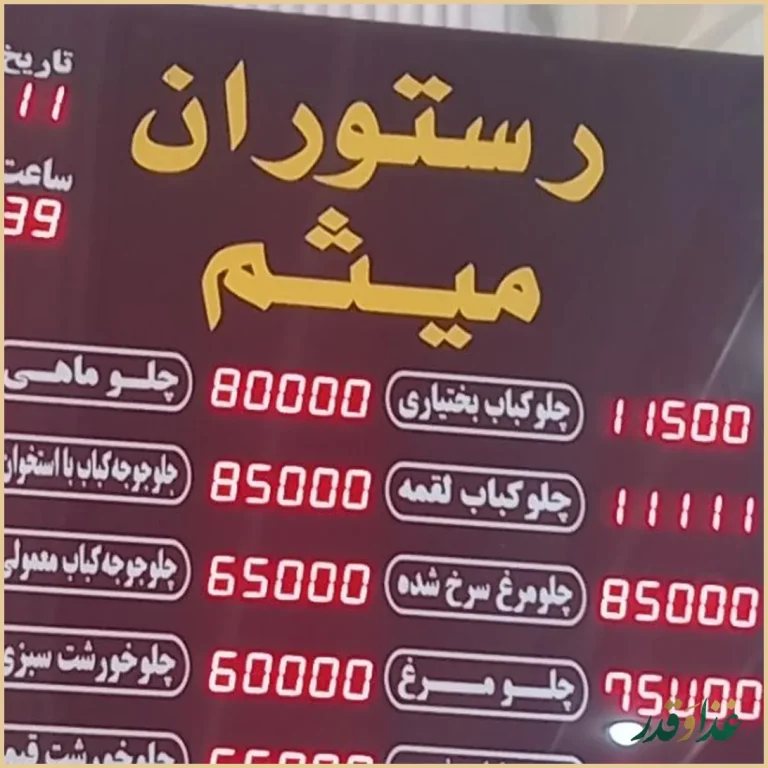 رستوران
میثم
تاریخ
11
ساعت
39
11500 چلوکباب بختیاری 80000 چلو ماهی
11111 چلوکباب لقمه 85000 چلوجوجه‌کباب با استخوان
85000 چلومرغ سرخ شده 65000 چلوجوجه‌کباب معمولی
75000 چلو مرغ 60000 چلوخورشت سبزی
چلوخورشت
غذا و قدر